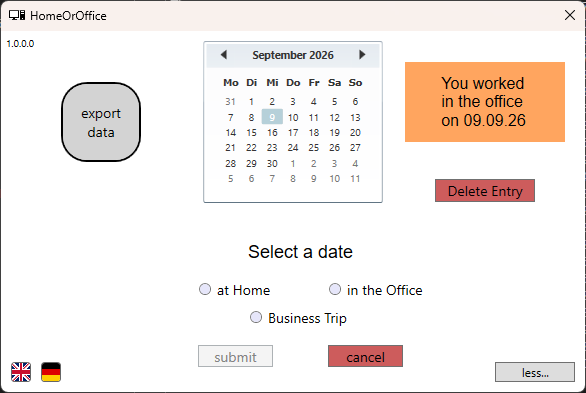 HomeOrOffice
1.0.0.0
export
data
September 2026
Mo Di Mi Do Fr Sa So
31 1 2 3 4 5 6
7 8 9 10 11 12 13
14 15 16 17 18 19 20
21 22 23 24 25 26 27
28 29 30 1 2 3 4
5 6 7 8 9 10 11
You worked
in the office
on 09.09.26
Delete Entry
Select a date
at Home in the Office
Business Trip
submit cancel
less...